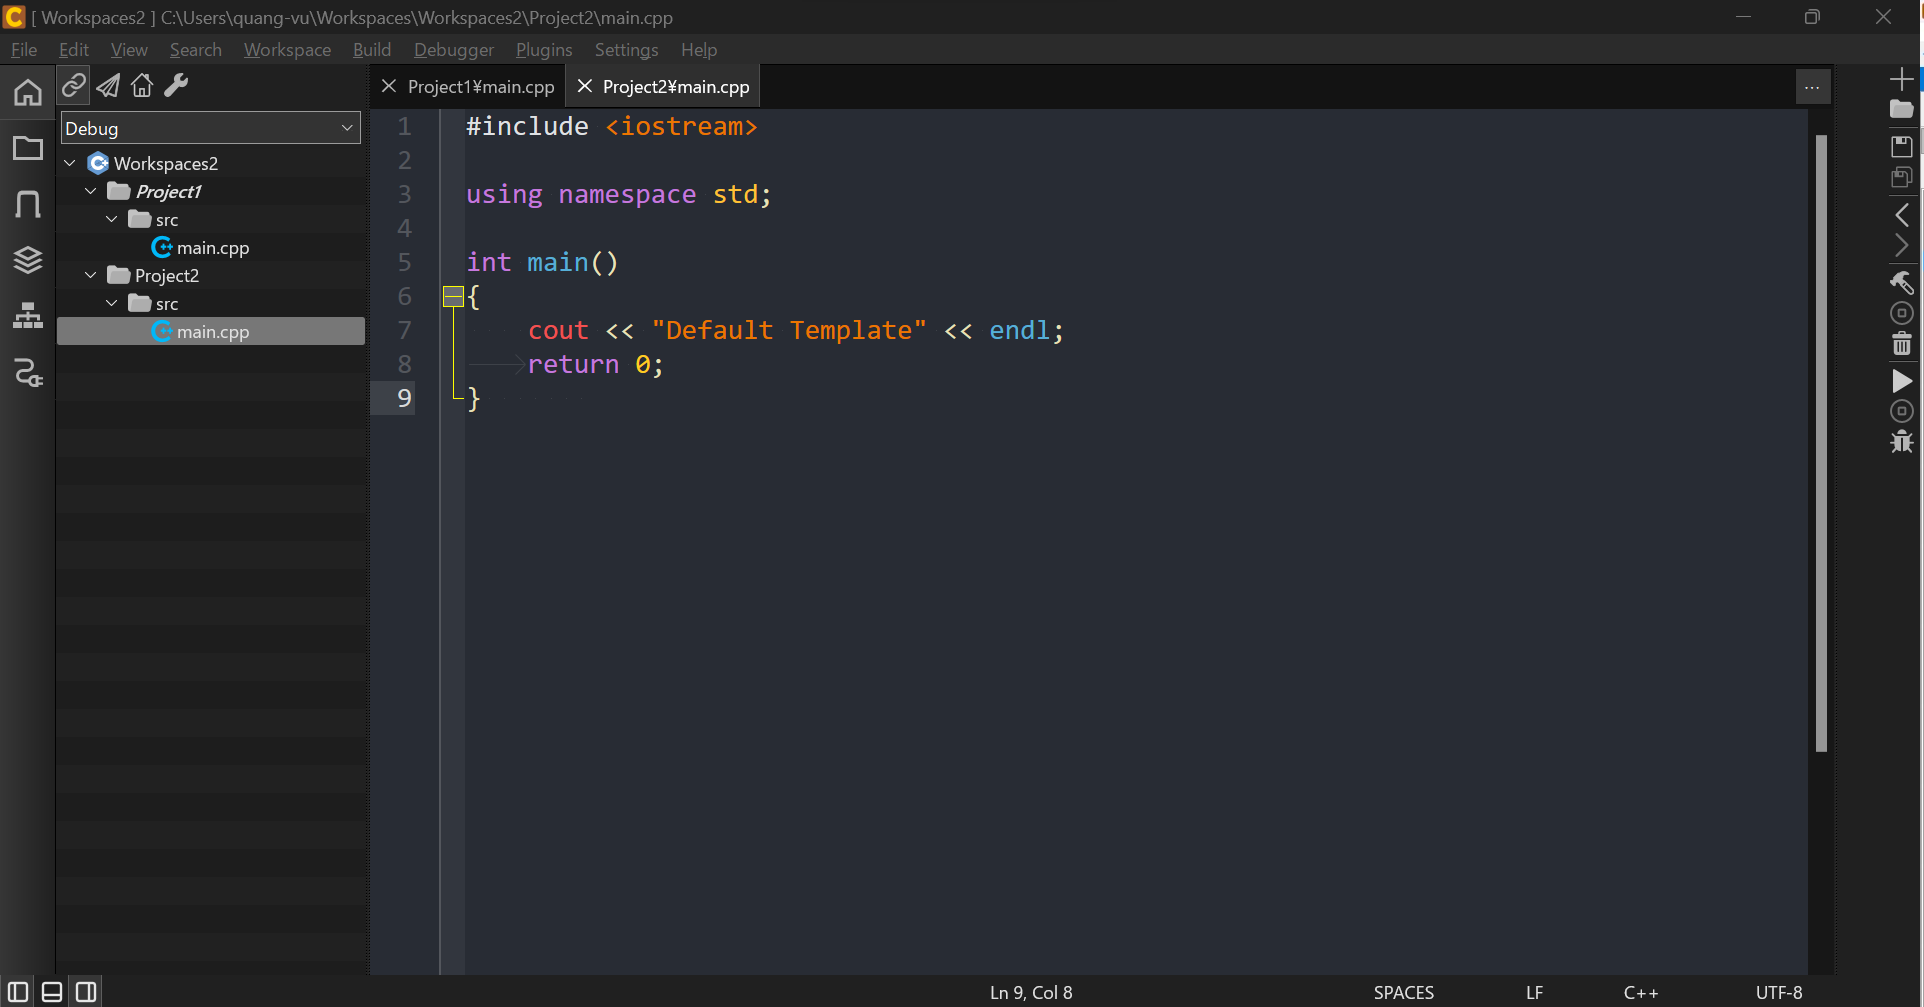 [ Workspaces2 ] C:\Users\quang-vu\Workspaces\Workspaces2\Project2\main.cpp
File Edit View Search Workspace Build Debugger Plugins Settings Help
Project1¥main.cpp Project2¥main.cpp ...
Debug
Workspaces2
Project1
src
main.cpp
Project2
src
main.cpp
1 #include <iostream>
2
3 using namespace std;
4
5 int main()
6 {
7 cout << "Default Template" << endl;
8 return 0;
9 }
Ln 9, Col 8 SPACES LF C++ UTF-8